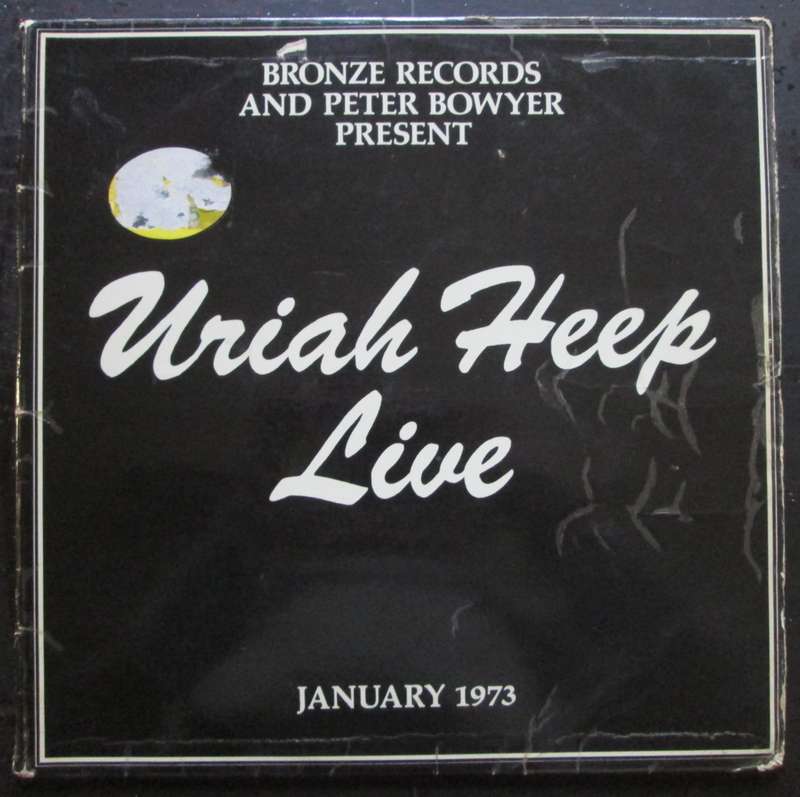 BRONZE RECORDS
AND PETER BOWYER
PRESENT
Uriah Heep
Live
JANUARY 1973